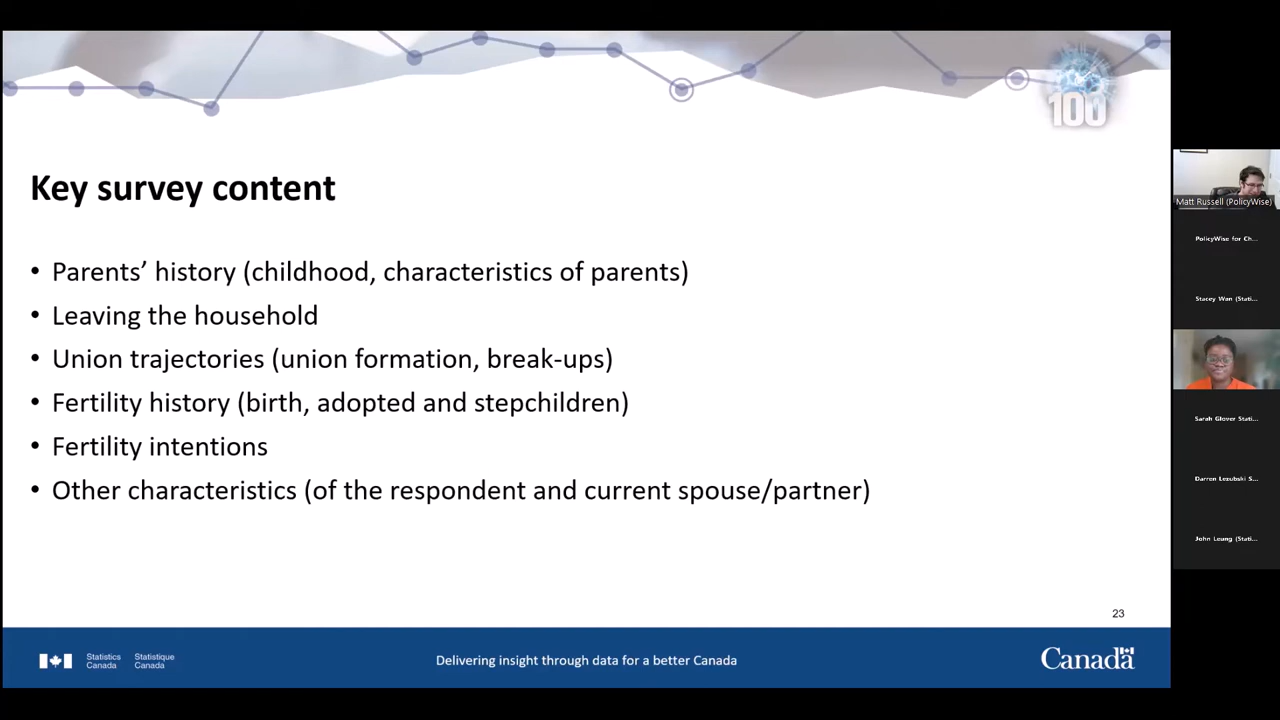 100
Key survey content
• Parents’ history (childhood, characteristics of parents)
• Leaving the household
• Union trajectories (union formation, break-ups)
• Fertility history (birth, adopted and stepchildren)
• Fertility intentions
• Other characteristics (of the respondent and current spouse/partner)
23
Statistics
Canada
Statistique
Canada
Delivering insight through data for a better Canada
Canada
Matt Russell (PolicyWise)
PolicyWise for Ch...
Stacey Wan (Stati...
Sarah Glover Stati...
Darren Lezubski S...
John Leung (Stati...